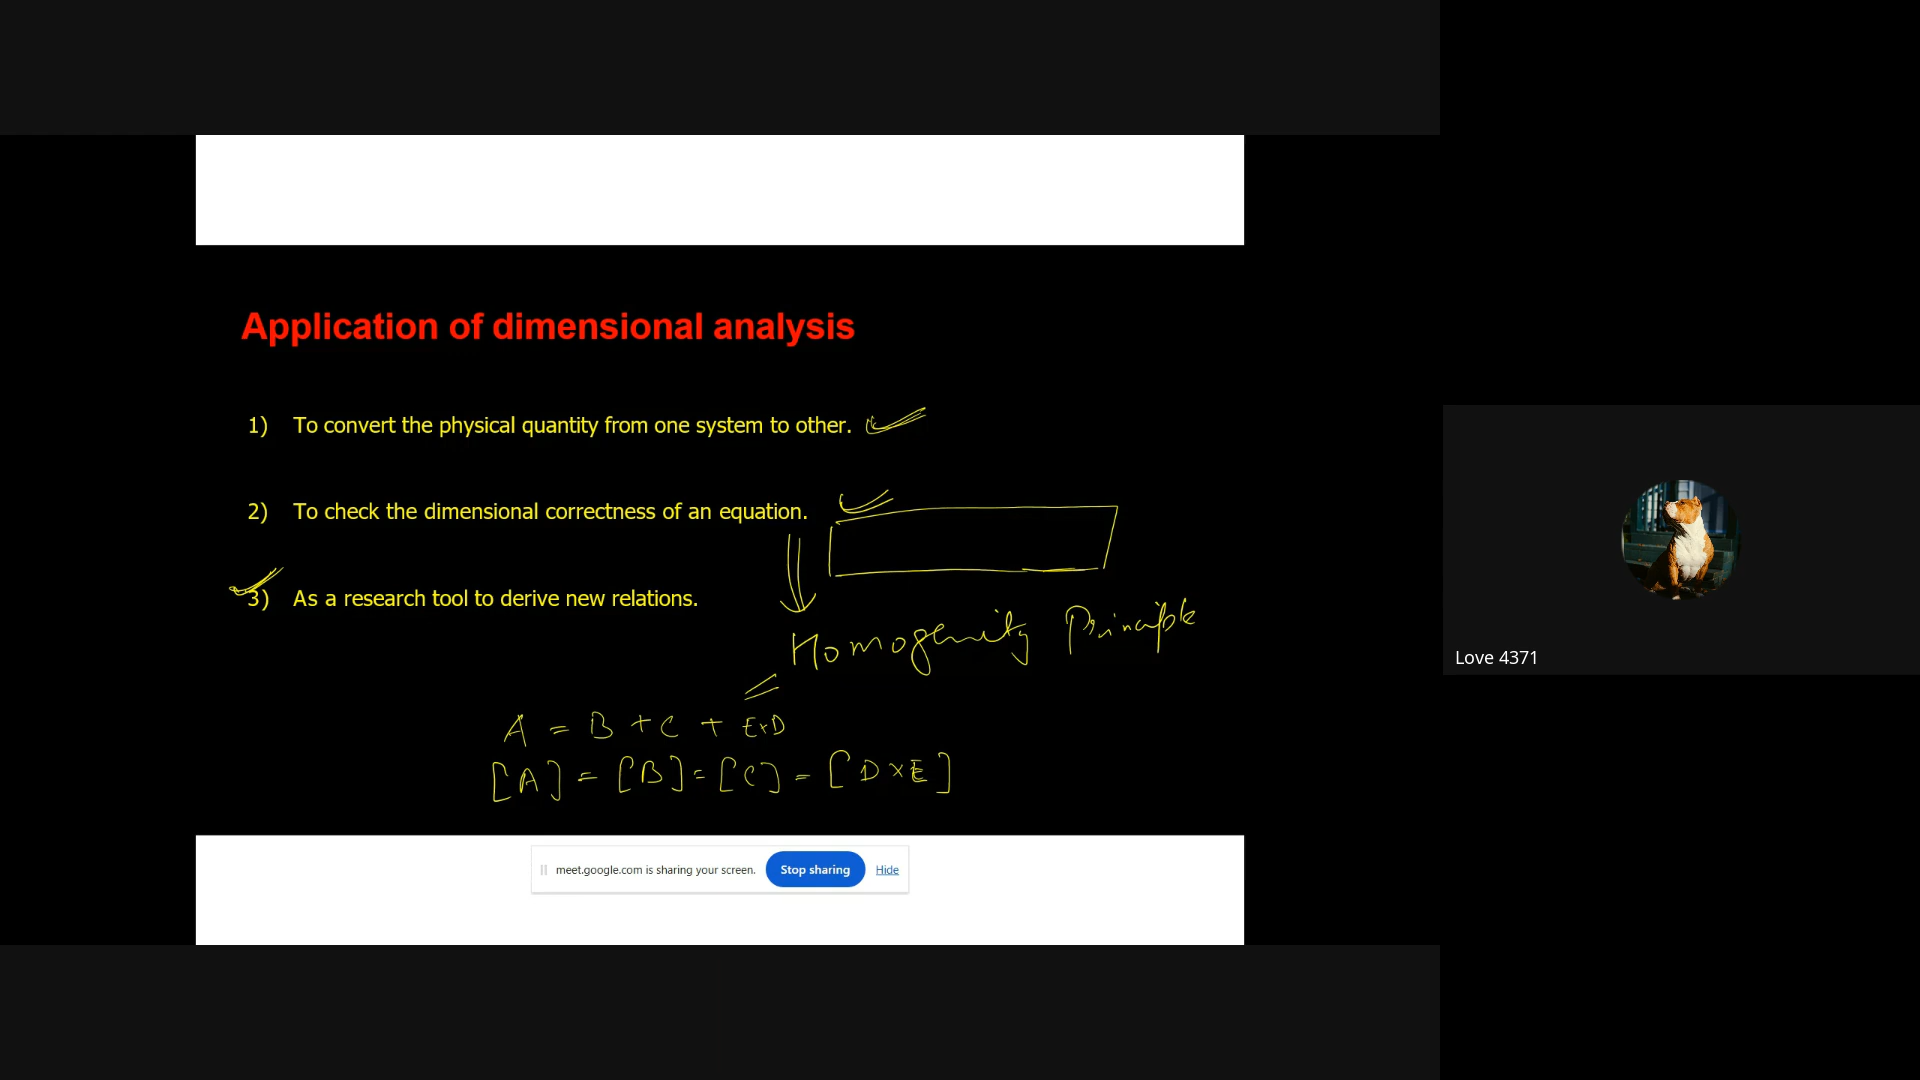 Application of dimensional analysis
1) To convert the physical quantity from one system to other.
2) To check the dimensional correctness of an equation.
3) As a research tool to derive new relations.
Homogenity Principle
A = B + C + E×D
[A] = [B] = [C] = [D×E]
meet.google.com is sharing your screen. Stop sharing Hide
Love 4371